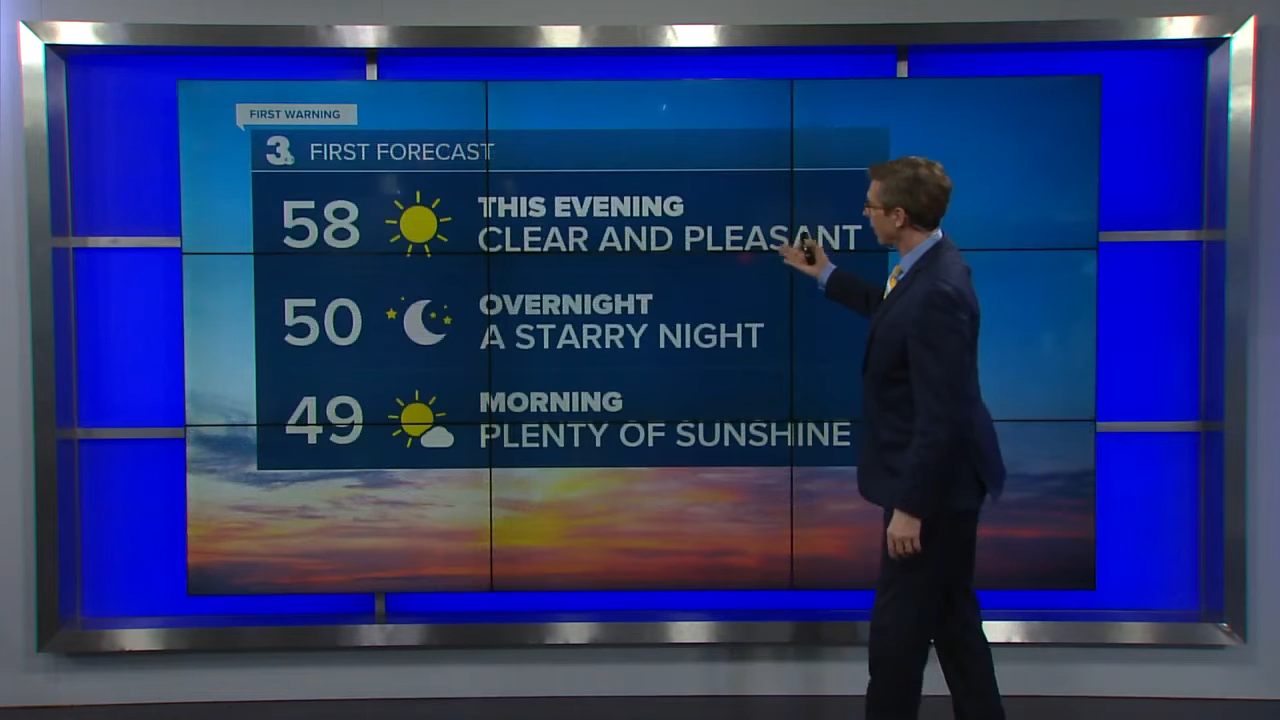 FIRST WARNING
3 FIRST FORECAST
58 THIS EVENING
CLEAR AND PLEASANT
50 OVERNIGHT
A STARRY NIGHT
49 MORNING
PLENTY OF SUNSHINE